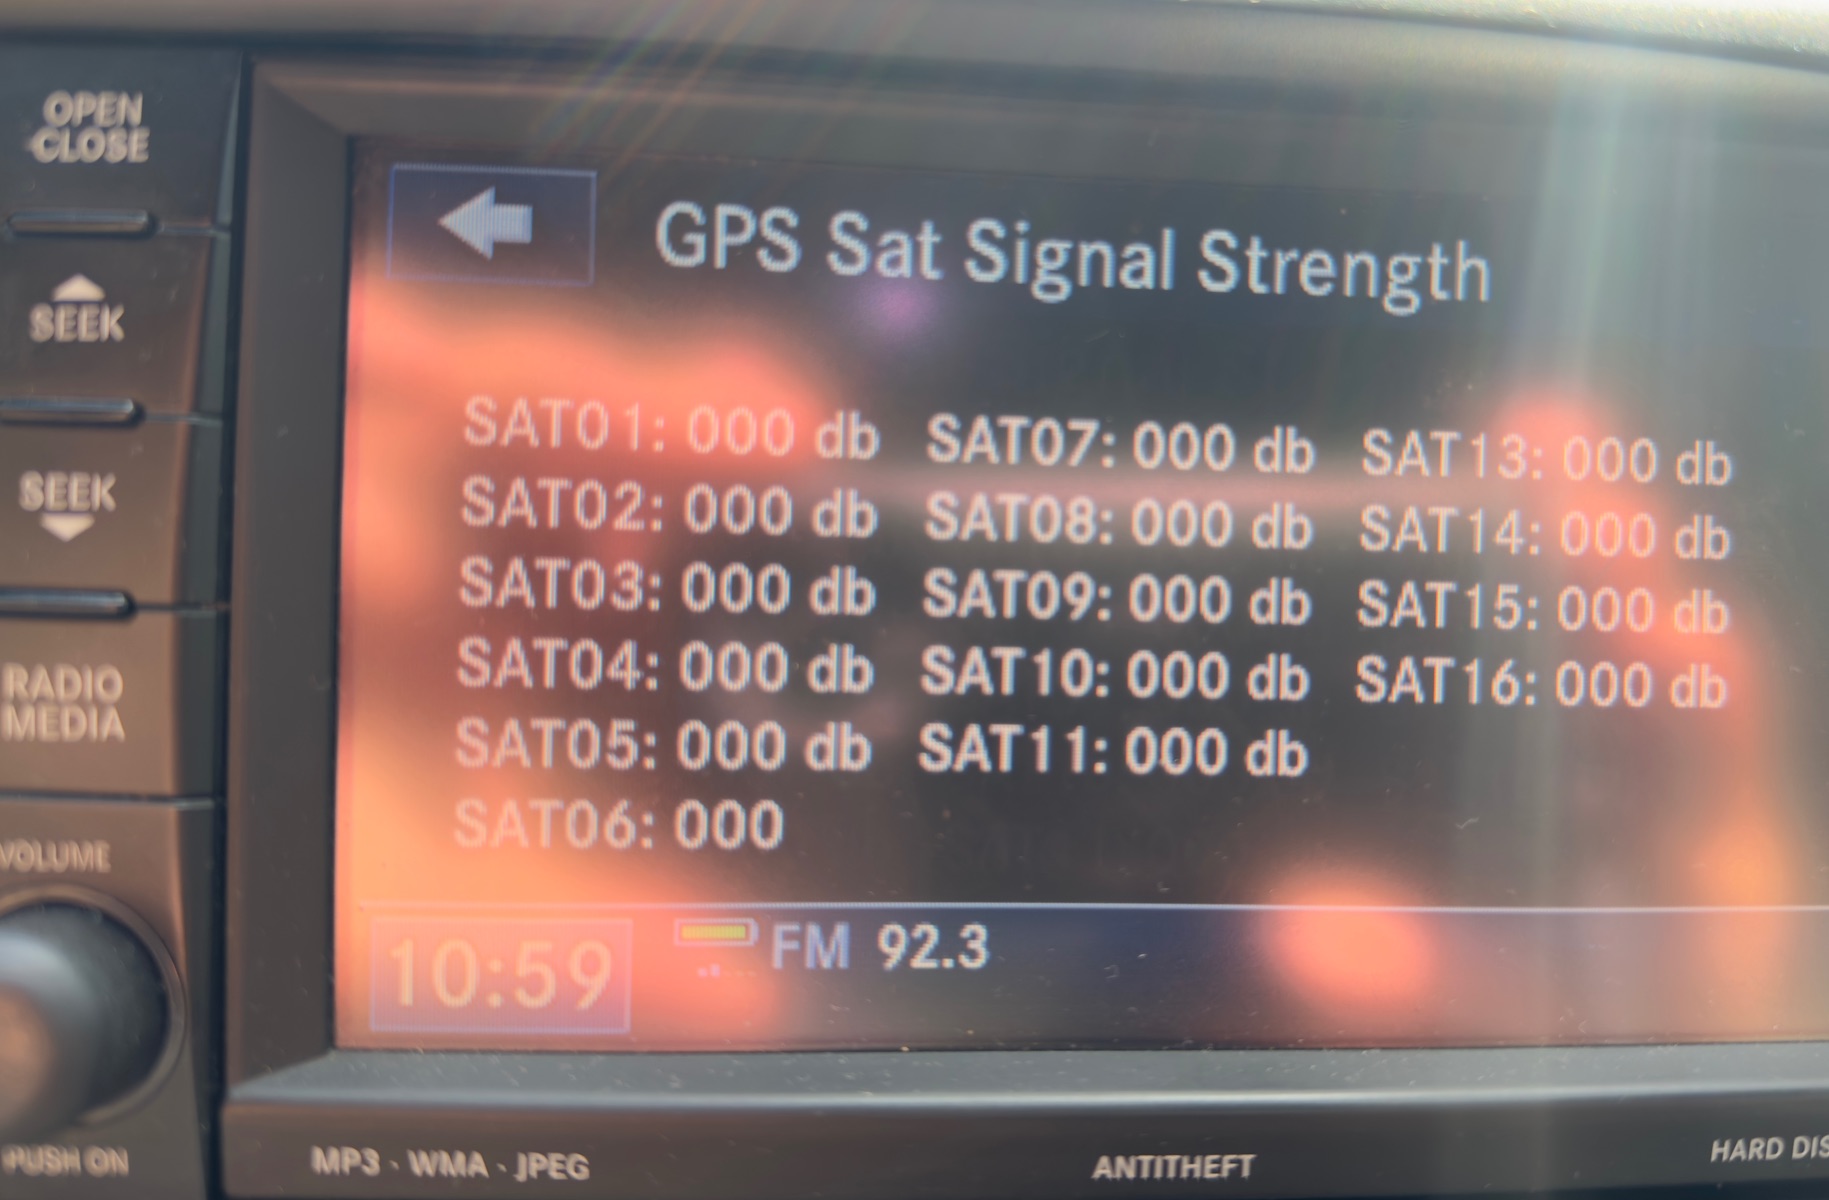 OPEN
CLOSE
SEEK
SEEK
RADIO
MEDIA
VOLUME
PUSH ON
GPS Sat Signal Strength
SAT01: 000 db SAT07: 000 db SAT13: 000 db
SAT02: 000 db SAT08: 000 db SAT14: 000 db
SAT03: 000 db SAT09: 000 db SAT15: 000 db
SAT04: 000 db SAT10: 000 db SAT16: 000 db
SAT05: 000 db SAT11: 000 db
SAT06: 000
10:59 FM 92.3
MP3 · WMA · JPEG ANTITHEFT HARD DIS